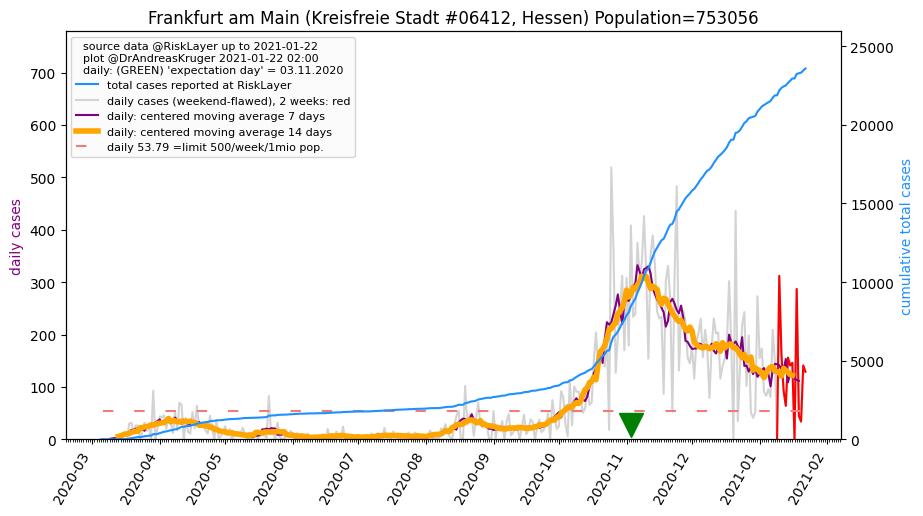 Frankfurt am Main (Kreisfreie Stadt #06412, Hessen) Population=753056
source data @RiskLayer up to 2021-01-22
plot @DrAndreasKruger 2021-01-22 02:00
daily: (GREEN) 'expectation day' = 03.11.2020
total cases reported at RiskLayer
daily cases (weekend-flawed), 2 weeks: red
daily: centered moving average 7 days
daily: centered moving average 14 days
daily 53.79 =limit 500/week/1mio pop.
daily cases
0
100
200
300
400
500
600
700
cumulative total cases
0
5000
10000
15000
20000
25000
2020-03
2020-04
2020-05
2020-06
2020-07
2020-08
2020-09
2020-10
2020-11
2020-12
2021-01
2021-02